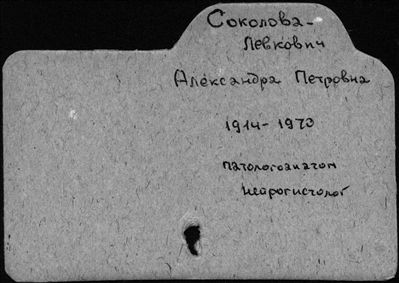 Соколова-
Левкович
Александра Петровна
1914-1970
патологоанатом
нейрогистолог